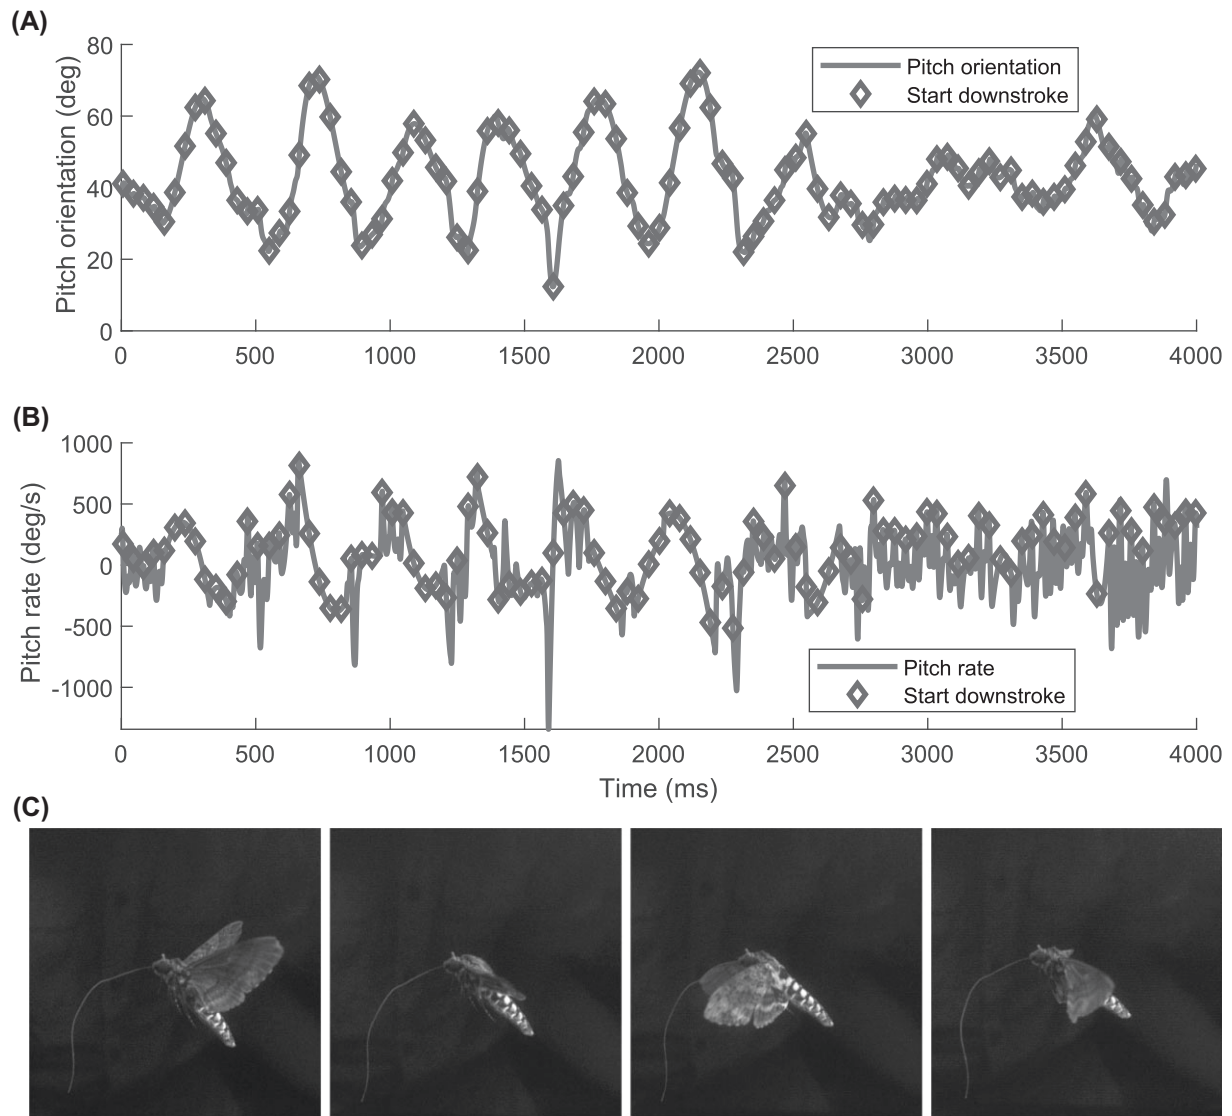 (A)
80
60
40
20
0
Pitch orientation (deg)
Pitch orientation
Start downstroke
0 500 1000 1500 2000 2500 3000 3500 4000
(B)
1000
500
0
-500
-1000
Pitch rate (deg/s)
Pitch rate
Start downstroke
0 500 1000 1500 2000 2500 3000 3500 4000
Time (ms)
(C)